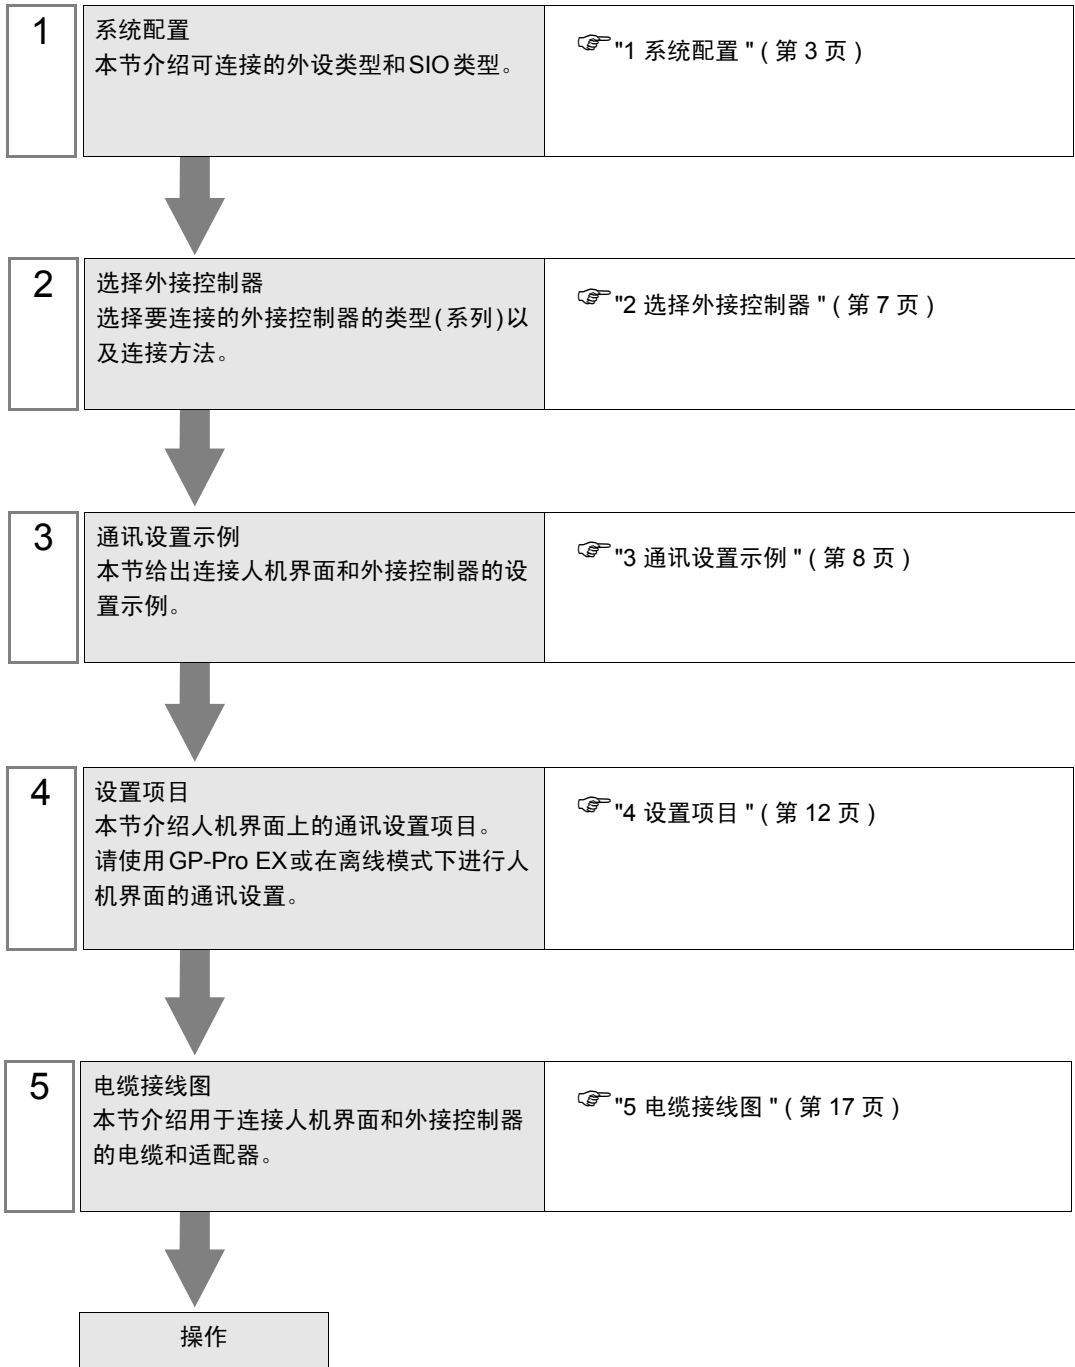 1
系统配置
本节介绍可连接的外设类型和SIO类型。
"1 系统配置 " ( 第 3 页 )
2
选择外接控制器
选择要连接的外接控制器的类型(系列)以
及连接方法。
"2 选择外接控制器 " ( 第 7 页 )
3
通讯设置示例
本节给出连接人机界面和外接控制器的设
置示例。
"3 通讯设置示例 " ( 第 8 页 )
4
设置项目
本节介绍人机界面上的通讯设置项目。
请使用GP-Pro EX或在离线模式下进行人
机界面的通讯设置。
"4 设置项目 " ( 第 12 页 )
5
电缆接线图
本节介绍用于连接人机界面和外接控制器
的电缆和适配器。
"5 电缆接线图 " ( 第 17 页 )
操作